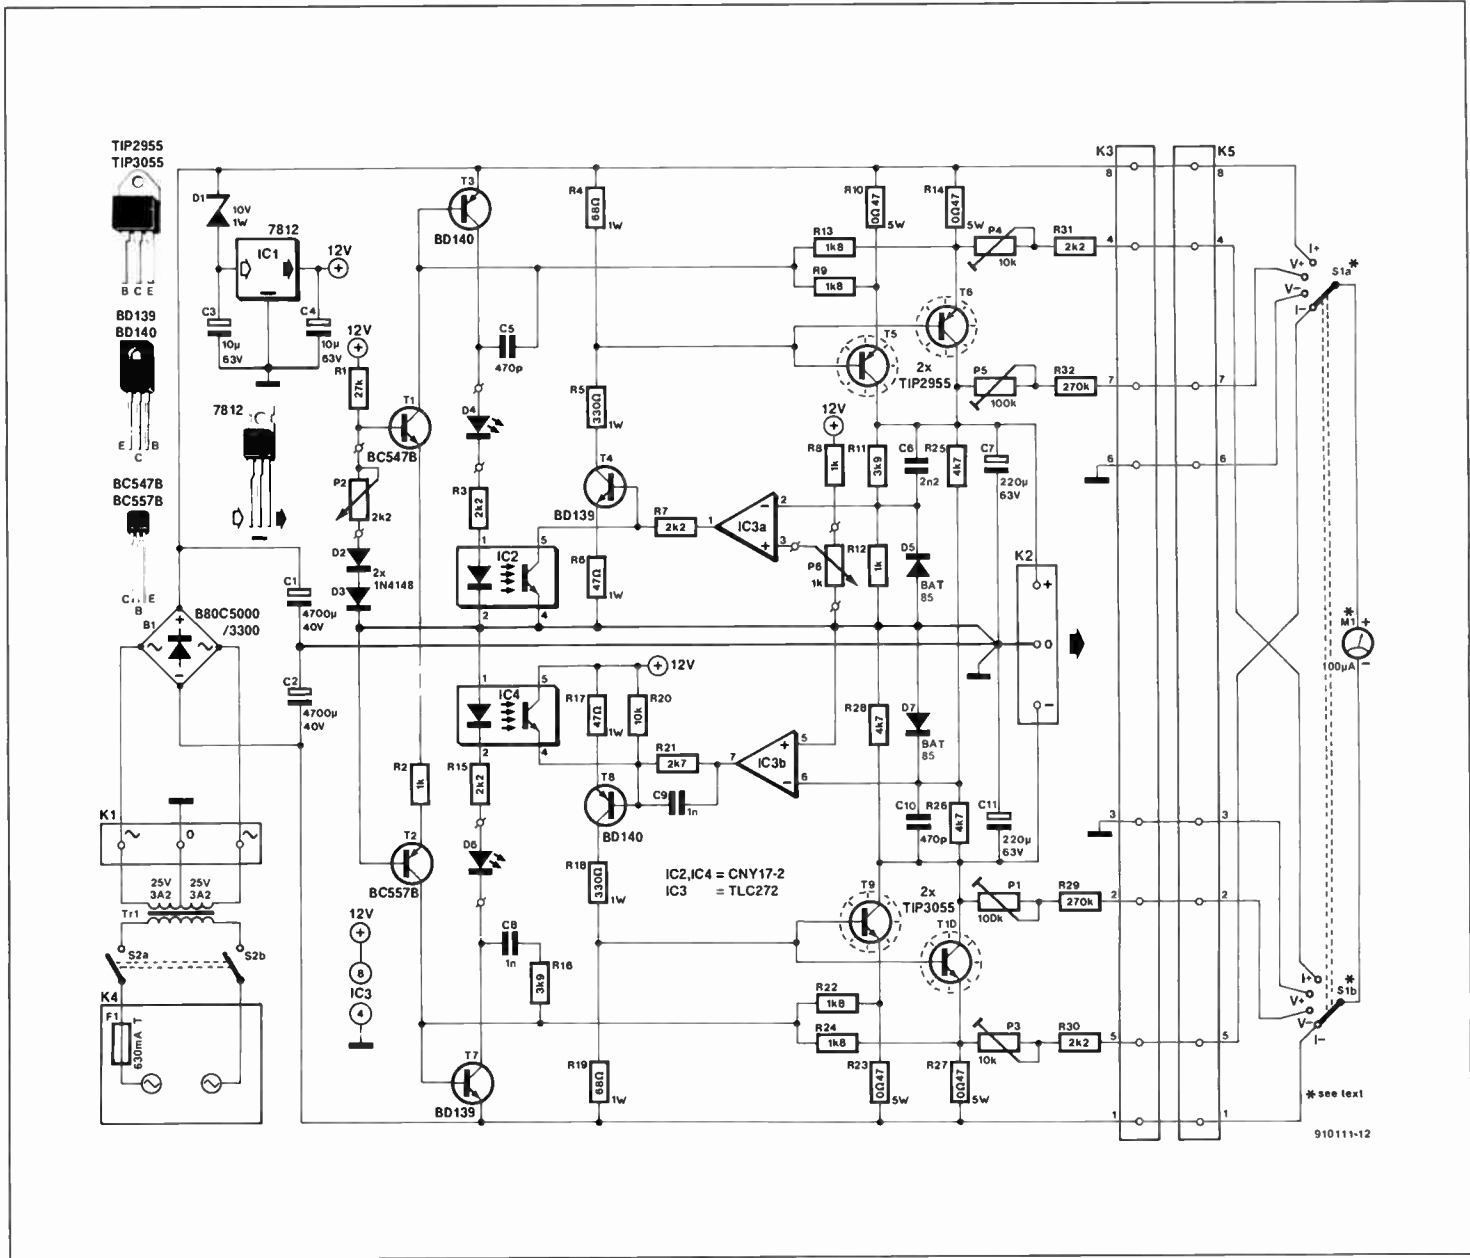 TIP2955
TIP3055
B C E
BD139
BD140
E B
C
BC547B
BC557B
C E
B
7812
D1
10V
1W
7812
IC1
12V
C3
10µ
63V
C4
10µ
63V
12V
R1
27k
P2
2k2
D2
2x
1N4148
D3
T1
BC547B
T3
BD140
C5
470p
D4
R3
2k2
1
5
IC2
2
4
R4
68Ω
1W
R5
330Ω
1W
T4
BD139
R6
47Ω
1W
R7
2k2
1
IC3a
2
3
12V
R8
1k
P6
1k
R11
3k9
R12
1k
C6
2n2
D5
BAT
85
R25
4k7
C7
220µ
63V
R10
0Ω47
5W
R14
0Ω47
5W
R13
1k8
R9
1k8
T5
T6
2x
TIP2955
P4
10k
R31
2k2
P5
100k
R32
270k
K3
8
4
7
6
3
2
5
1
K5
8
4
7
6
3
2
5
1
I+
V+
V−
I−
S1a*
*
M1
+
−
100µA
K2
+
0
−
B1
B80C5000
/3300
+
~
~
−
C1
4700µ
40V
C2
4700µ
40V
K1
~
0
~
25V
3A2
25V
3A2
Tr1
S2a
S2b
K4
F1
630mA T
1
5
IC4
2
4
12V
R17
47Ω
1W
R20
10k
R21
2k7
C9
1n
T8
BD140
7
IC3b
5
6
R28
4k7
D7
BAT
85
C10
470p
R26
4k7
C11
220µ
63V
R2
1k
R15
2k2
T2
BC557B
D6
R18
330Ω
1W
IC2,IC4 = CNY17-2
IC3 = TLC272
12V
8
IC3
4
C8
1n
R16
3k9
T7
BD139
R19
68Ω
1W
T9
2x
TIP3055
T10
P1
100k
R29
270k
R22
1k8
R24
1k8
R23
0Ω47
5W
R27
0Ω47
5W
P3
10k
R30
2k2
I+
V+
V−
I−
S1b
*
* see text
910111-12